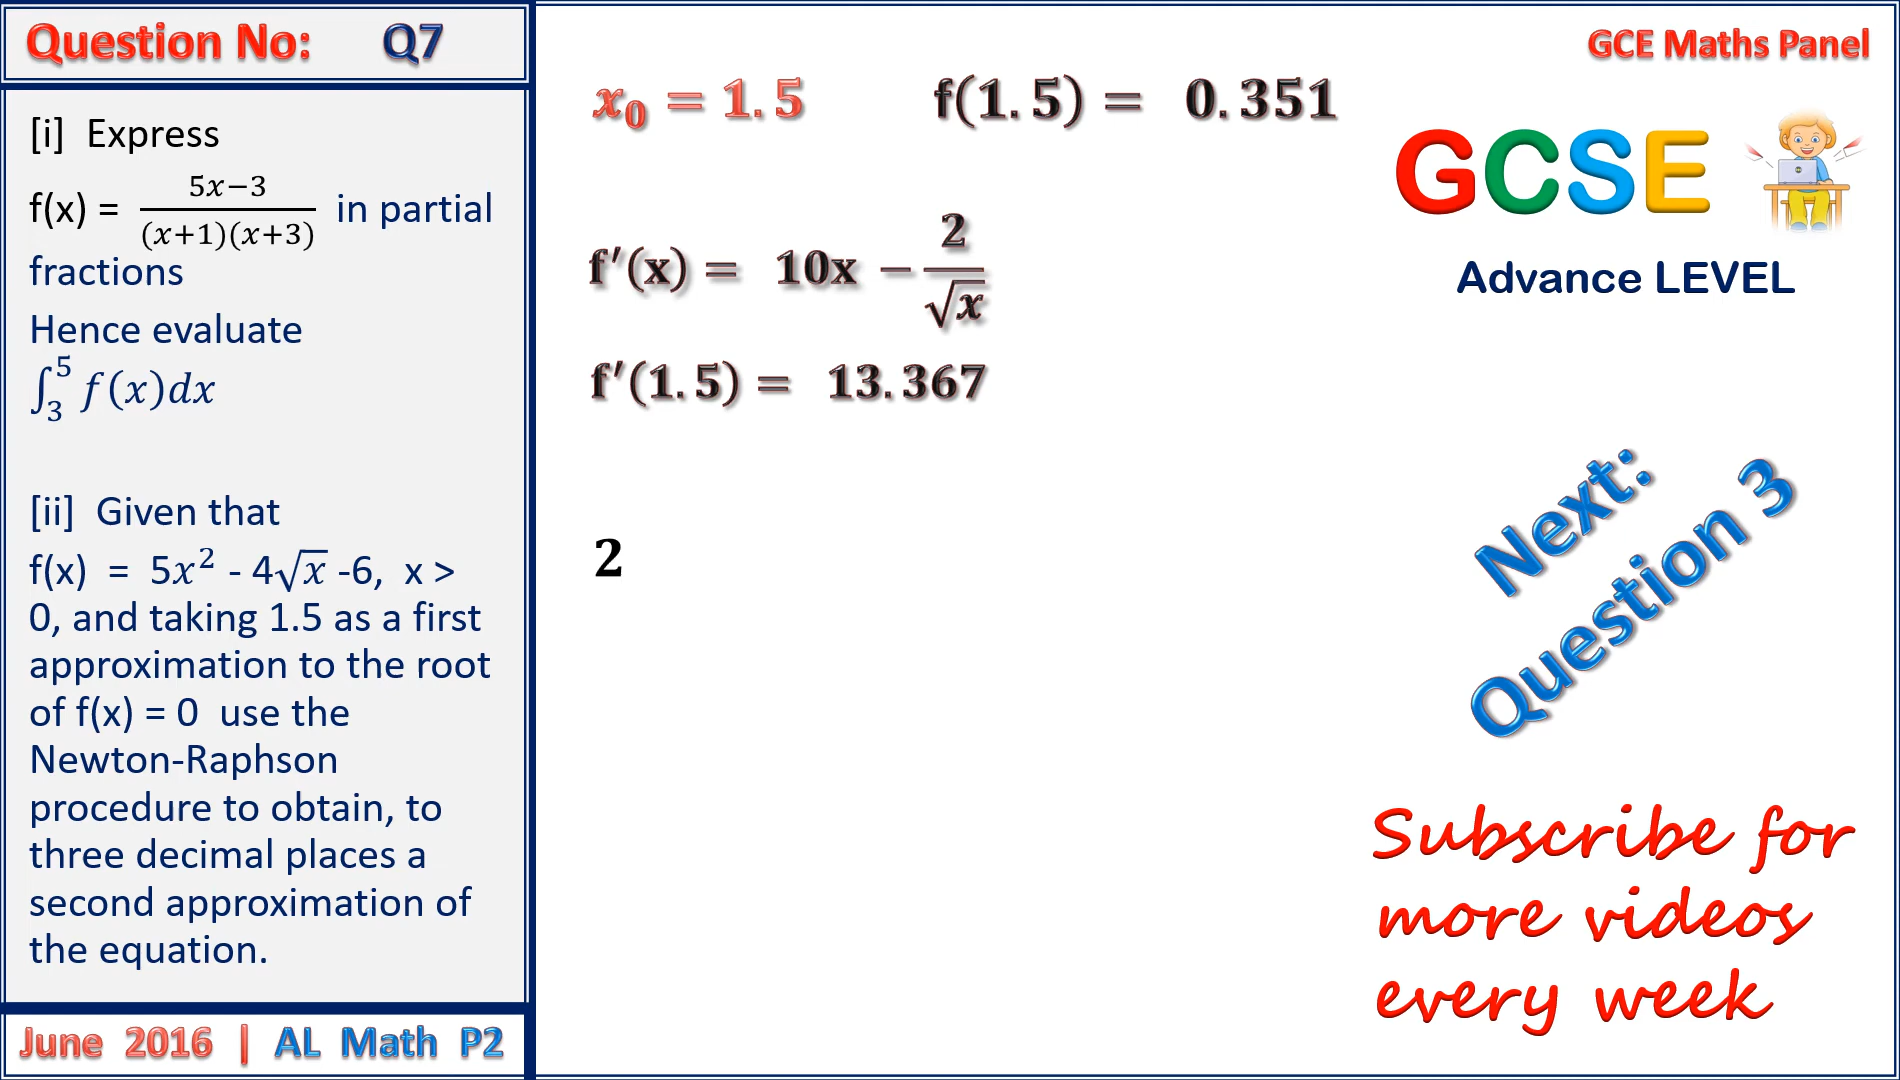 Question No: Q7
[i] Express
f(x) = \frac{5x-3}{(x+1)(x+3)} in partial
fractions
Hence evaluate
∫_3^5 f(x)dx
[ii] Given that
f(x) = 5x² - 4√x -6, x >
0, and taking 1.5 as a first
approximation to the root
of f(x) = 0 use the
Newton-Raphson
procedure to obtain, to
three decimal places a
second approximation of
the equation.
June 2016 | AL Math P2
x₀ = 1.5 f(1.5) = 0.351
f′(x) = 10x − \frac{2}{√x}
f′(1.5) = 13.367
2
GCE Maths Panel
GCSE
Advance LEVEL
Next:
Question 3
Subscribe for
more videos
every week